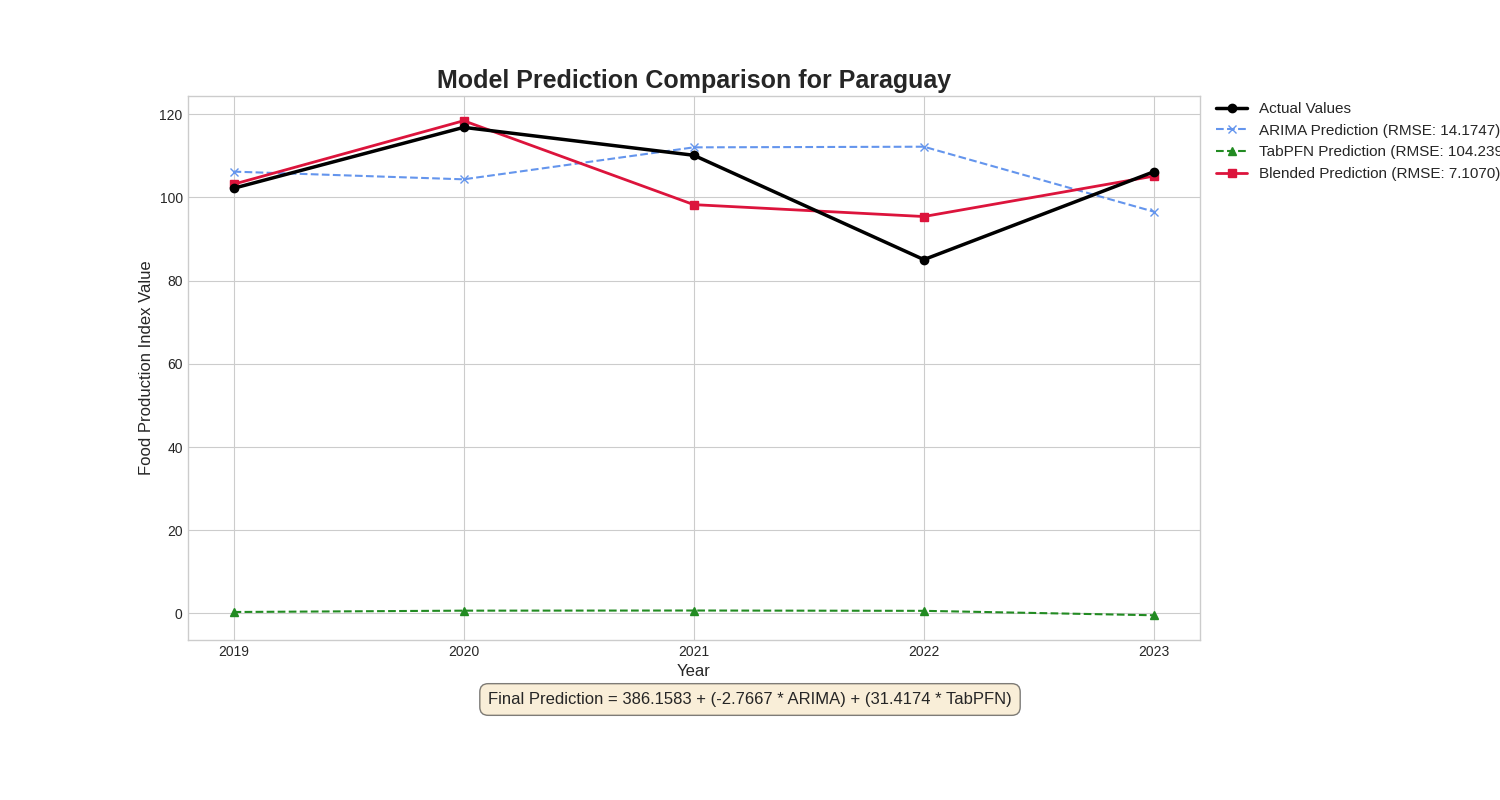 Model Prediction Comparison for Paraguay
Actual Values
ARIMA Prediction (RMSE: 14.1747)
TabPFN Prediction (RMSE: 104.239
Blended Prediction (RMSE: 7.1070)
Food Production Index Value
120
100
80
60
40
20
0
2019 2020 2021 2022 2023
Year
Final Prediction = 386.1583 + (-2.7667 * ARIMA) + (31.4174 * TabPFN)